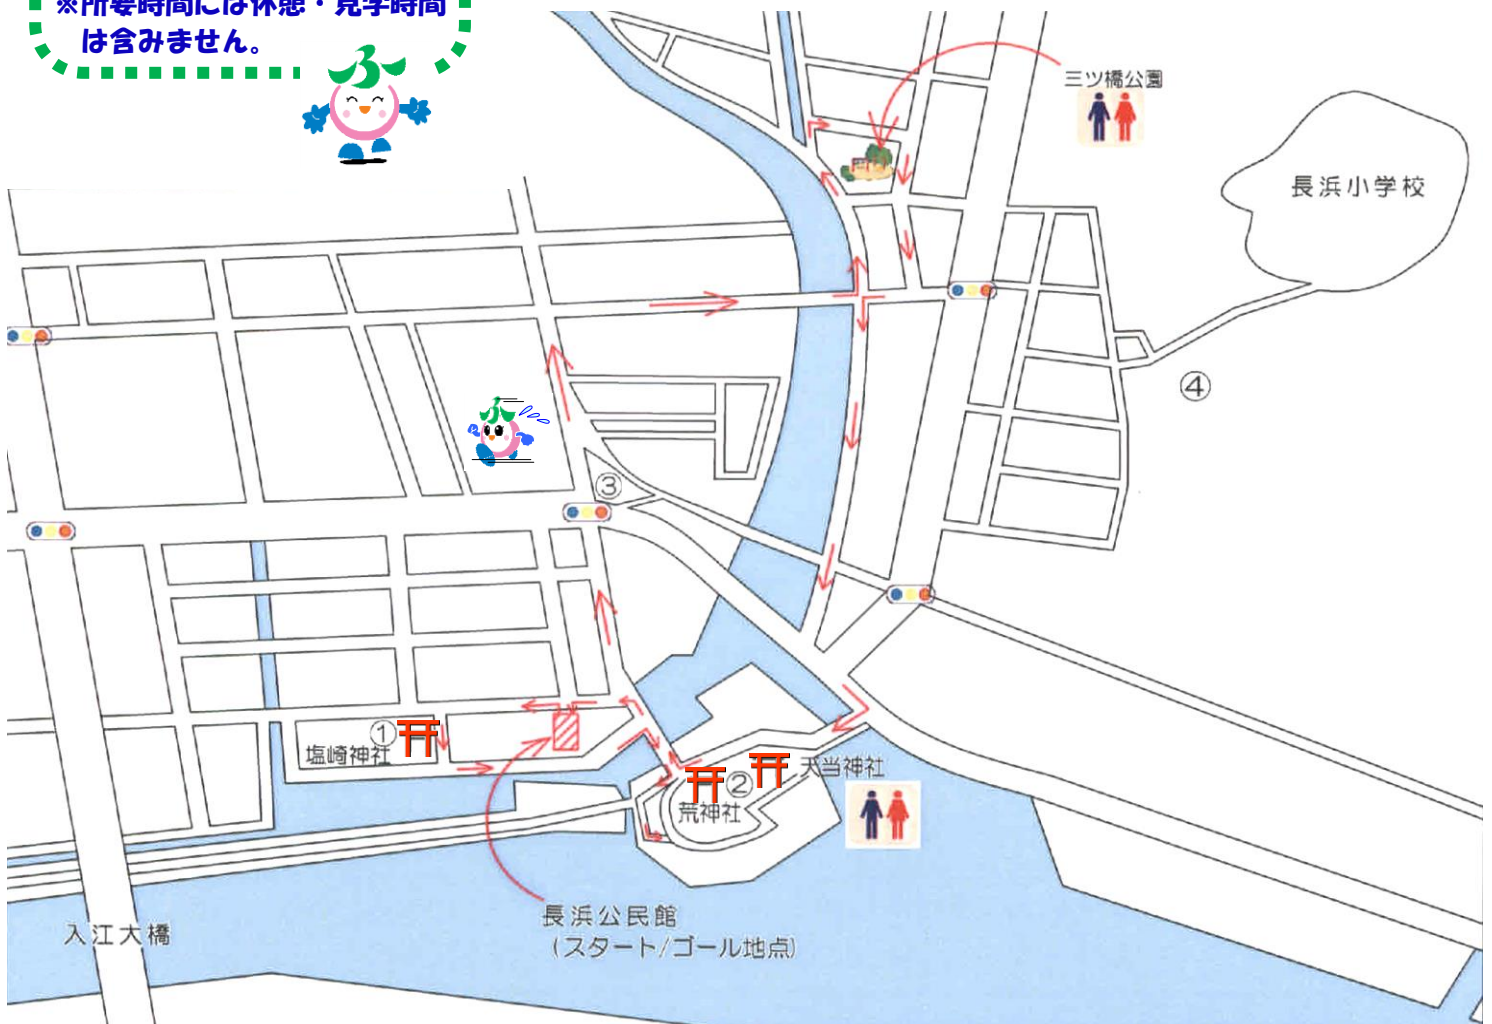 ※所要時間には休憩・見学時間
は含みません。
三ツ橋公園
長浜小学校
④
③
①
塩崎神社
②
天当神社
荒神社
長浜公民館
(スタート/ゴール地点)
入江大橋